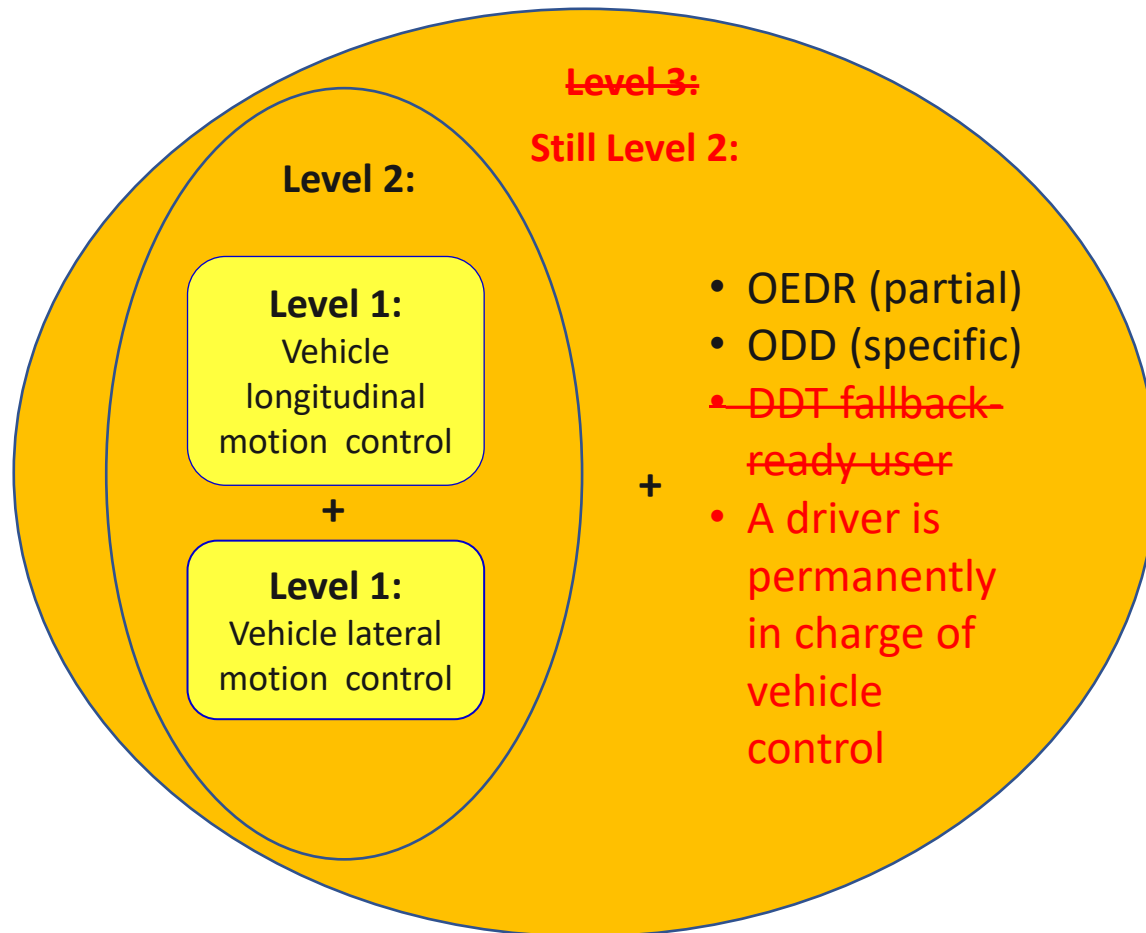 Level 3:
Still Level 2:
Level 2:
Level 1:
Vehicle
longitudinal
motion control
+
Level 1:
Vehicle lateral
motion control
+
• OEDR (partial)
• ODD (specific)
• DDT fallback-
ready user
• A driver is
permanently
in charge of
vehicle
control